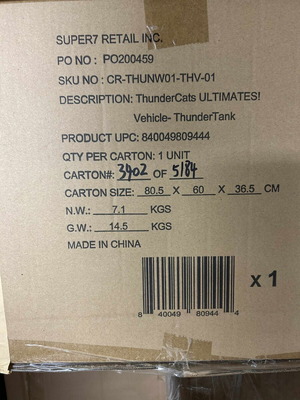 SUPER7 RETAIL INC.
PO NO : PO200459
SKU NO : CR-THUNW01-THV-01
DESCRIPTION: ThunderCats ULTIMATES!
Vehicle- ThunderTank
PRODUCT UPC: 840049809444
QTY PER CARTON: 1 UNIT
CARTON#: 3902 OF 5184
CARTON SIZE: 80.5 X 60 X 36.5 CM
N.W.: 7.1 KGS
G.W.: 14.5 KGS
MADE IN CHINA
x 1
8 40049 80944 4